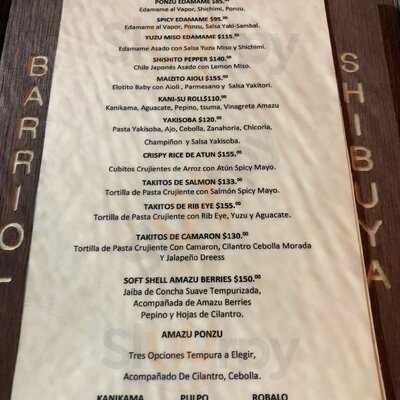 PONZU EDAMAME $85.00
Edamame al Vapor, Shichimi, Ponzu.
SPICY EDAMAME $95.00
Edamame al Vapor, Ponzu, Salsa Yaki-Sambal.
YUZU MISO EDAMAME $115.00
Edamame Asado con Salsa Yuzu Miso y Shichimi.
SHISHITO PEPPER $140.00
Chile Japonés Asado con Lemon Miso.
MAIZITO AIOLI $155.00
Elotito Baby con Aioli, Parmesano y Salsa Yakitori.
KANI-SU ROLL$110.00
Kanikama, Aguacate, Pepino, tsuma, Vinagreta Amazu
YAKISOBA $120.00
Pasta Yakisoba, Ajo, Cebolla, Zanahoria, Chicoria,
Champiñon y Salsa Yakisoba.
CRISPY RICE DE ATUN $155.00
Cubitos Crujientes de Arroz con Atún Spicy Mayo.
TAKITOS DE SALMON $133.00
Tortilla de Pasta Crujiente con Salmón Spicy Mayo.
TAKITOS DE RIB EYE $155.00
Tortilla de Pasta Crujiente con Rib Eye, Yuzu y Aguacate.
TAKITOS DE CAMARON $130.00
Tortilla de Pasta Crujiente Con Camaron, Cilantro Cebolla Morada
Y Jalapeño Dreess
SOFT SHELL AMAZU BERRIES $150.00
Jaiba de Concha Suave Tempurizada,
Acompañada de Amazu Berries
Pepino y Hojas de Cilantro.
AMAZU PONZU
Tres Opciones Tempura a Elegir,
Acompañado De Cilantro, Cebolla.
KANIKAMA PULPO ROBALO
BARRIO-
SHIBUYA